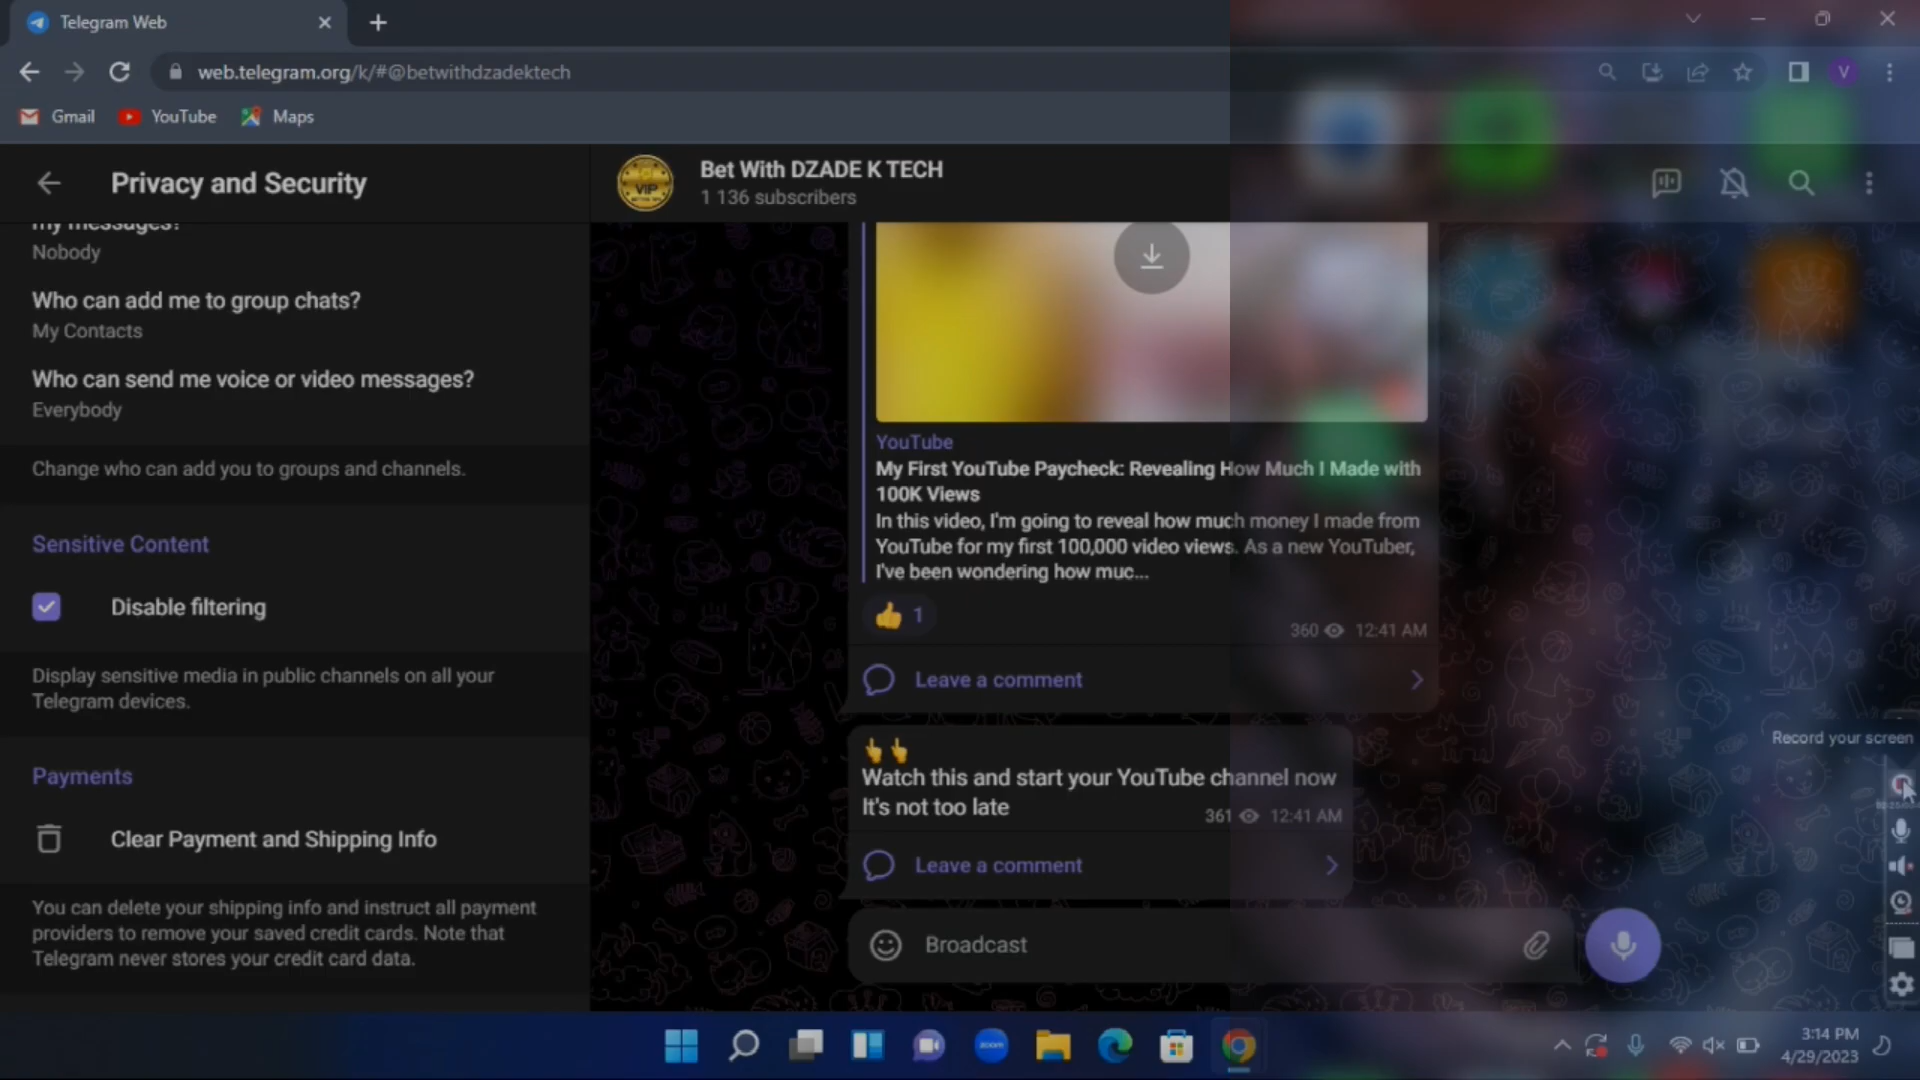 Telegram Web
web.telegram.org/k/#@betwithdzadektech
V
Gmail
YouTube
Maps
Privacy and Security
my messages?
Nobody
Who can add me to group chats?
My Contacts
Who can send me voice or video messages?
Everybody
Change who can add you to groups and channels.
Sensitive Content
Disable filtering
Display sensitive media in public channels on all your
Telegram devices.
Payments
Clear Payment and Shipping Info
You can delete your shipping info and instruct all payment
providers to remove your saved credit cards. Note that
Telegram never stores your credit card data.
VIP
Bet With DZADE K TECH
1 136 subscribers
YouTube
My First YouTube Paycheck: Revealing How Much I Made with
100K Views
In this video, I'm going to reveal how much money I made from
YouTube for my first 100,000 video views. As a new YouTuber,
I've been wondering how muc...
👍 1
360 12:41 AM
Leave a comment
👆👆
Watch this and start your YouTube channel now
It's not too late
361 12:41 AM
Leave a comment
Broadcast
Record your screen
zoom
3:14 PM
4/29/2023